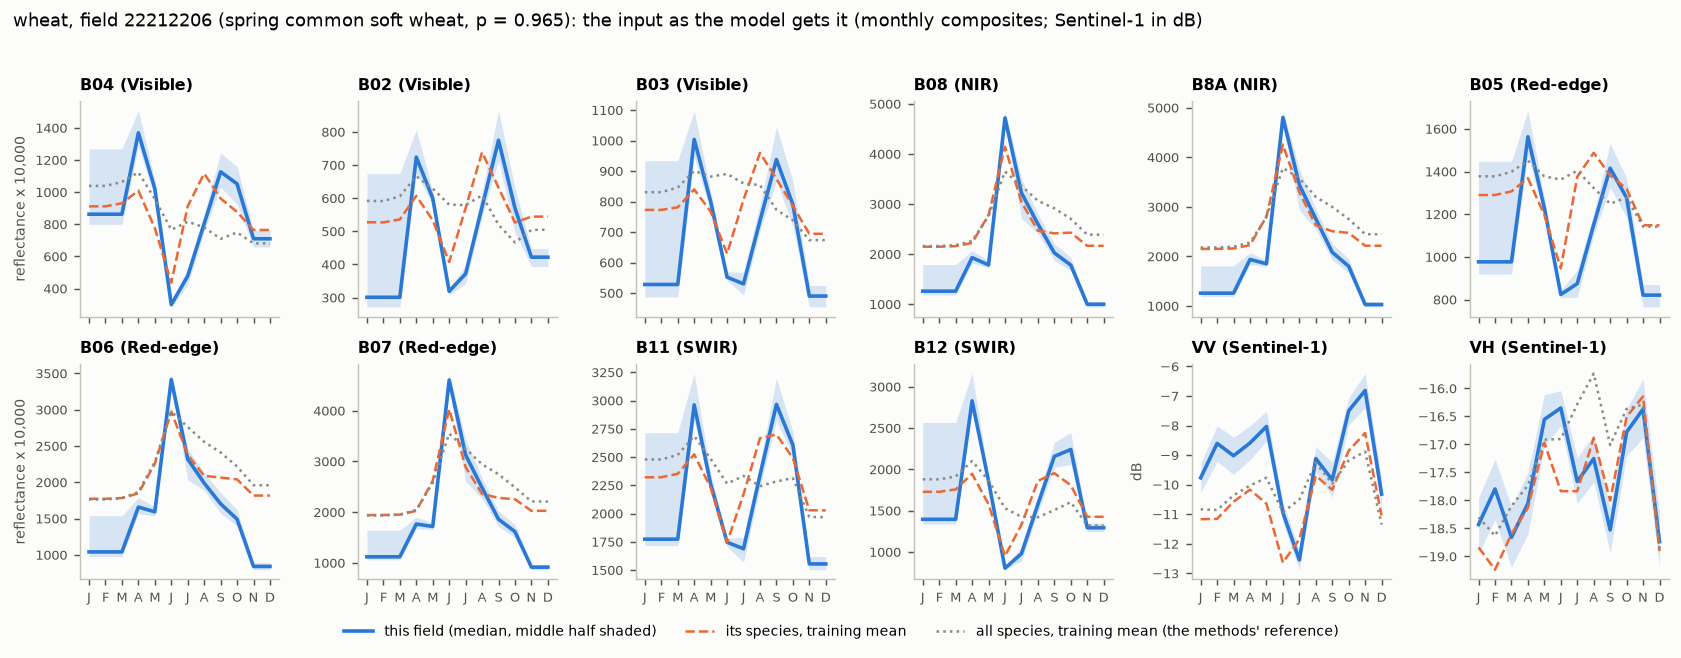 wheat, field 22212206 (spring common soft wheat, p = 0.965): the input as the model gets it (monthly composites; Sentinel-1 in dB)
B04 (Visible)
B02 (Visible)
B03 (Visible)
B08 (NIR)
B8A (NIR)
B05 (Red-edge)
reflectance x 10,000
1400
1200
1000
800
600
400
800
700
600
500
400
300
1100
1000
900
800
700
600
500
5000
4000
3000
2000
1000
5000
4000
3000
2000
1000
1600
1400
1200
1000
800
B06 (Red-edge)
B07 (Red-edge)
B11 (SWIR)
B12 (SWIR)
VV (Sentinel-1)
VH (Sentinel-1)
reflectance x 10,000
3500
3000
2500
2000
1500
1000
J F M A M J J A S O N D
4000
3000
2000
1000
J F M A M J J A S O N D
3250
3000
2750
2500
2250
2000
1750
1500
J F M A M J J A S O N D
3000
2500
2000
1500
1000
J F M A M J J A S O N D
dB
−6
−7
−8
−9
−10
−11
−12
−13
J F M A M J J A S O N D
−16.0
−16.5
−17.0
−17.5
−18.0
−18.5
−19.0
J F M A M J J A S O N D
this field (median, middle half shaded)
its species, training mean
all species, training mean (the methods' reference)